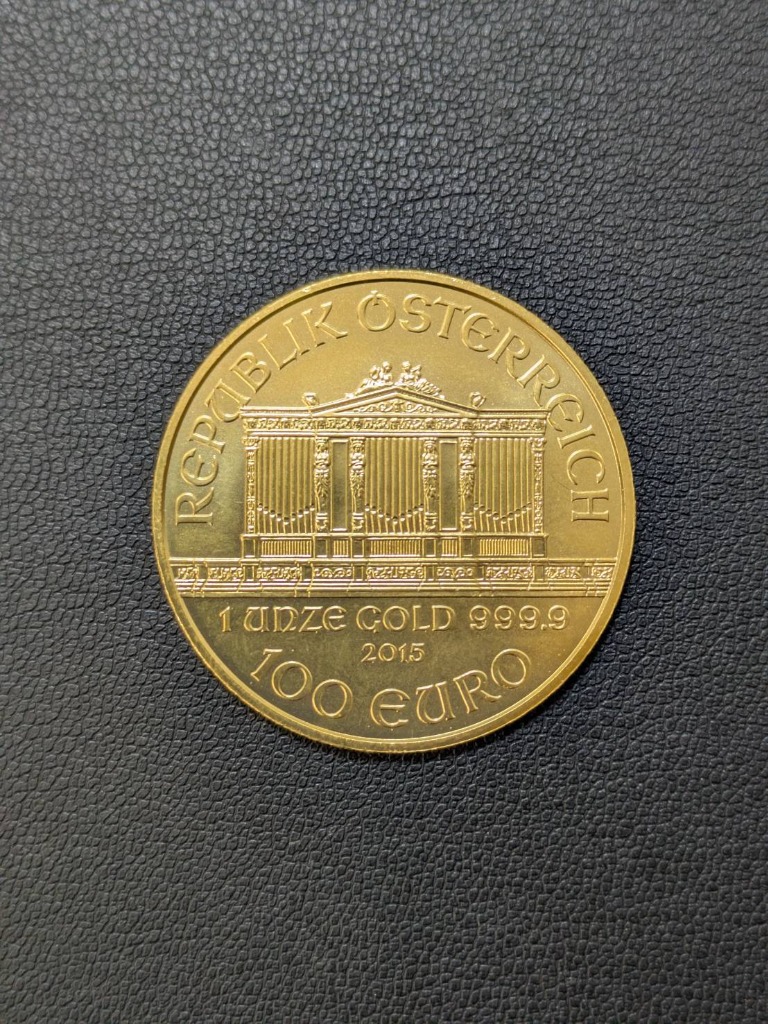 REPUBLIK ÖSTERREICH
1 UNZE GOLD 999.9
2015
100 EURO